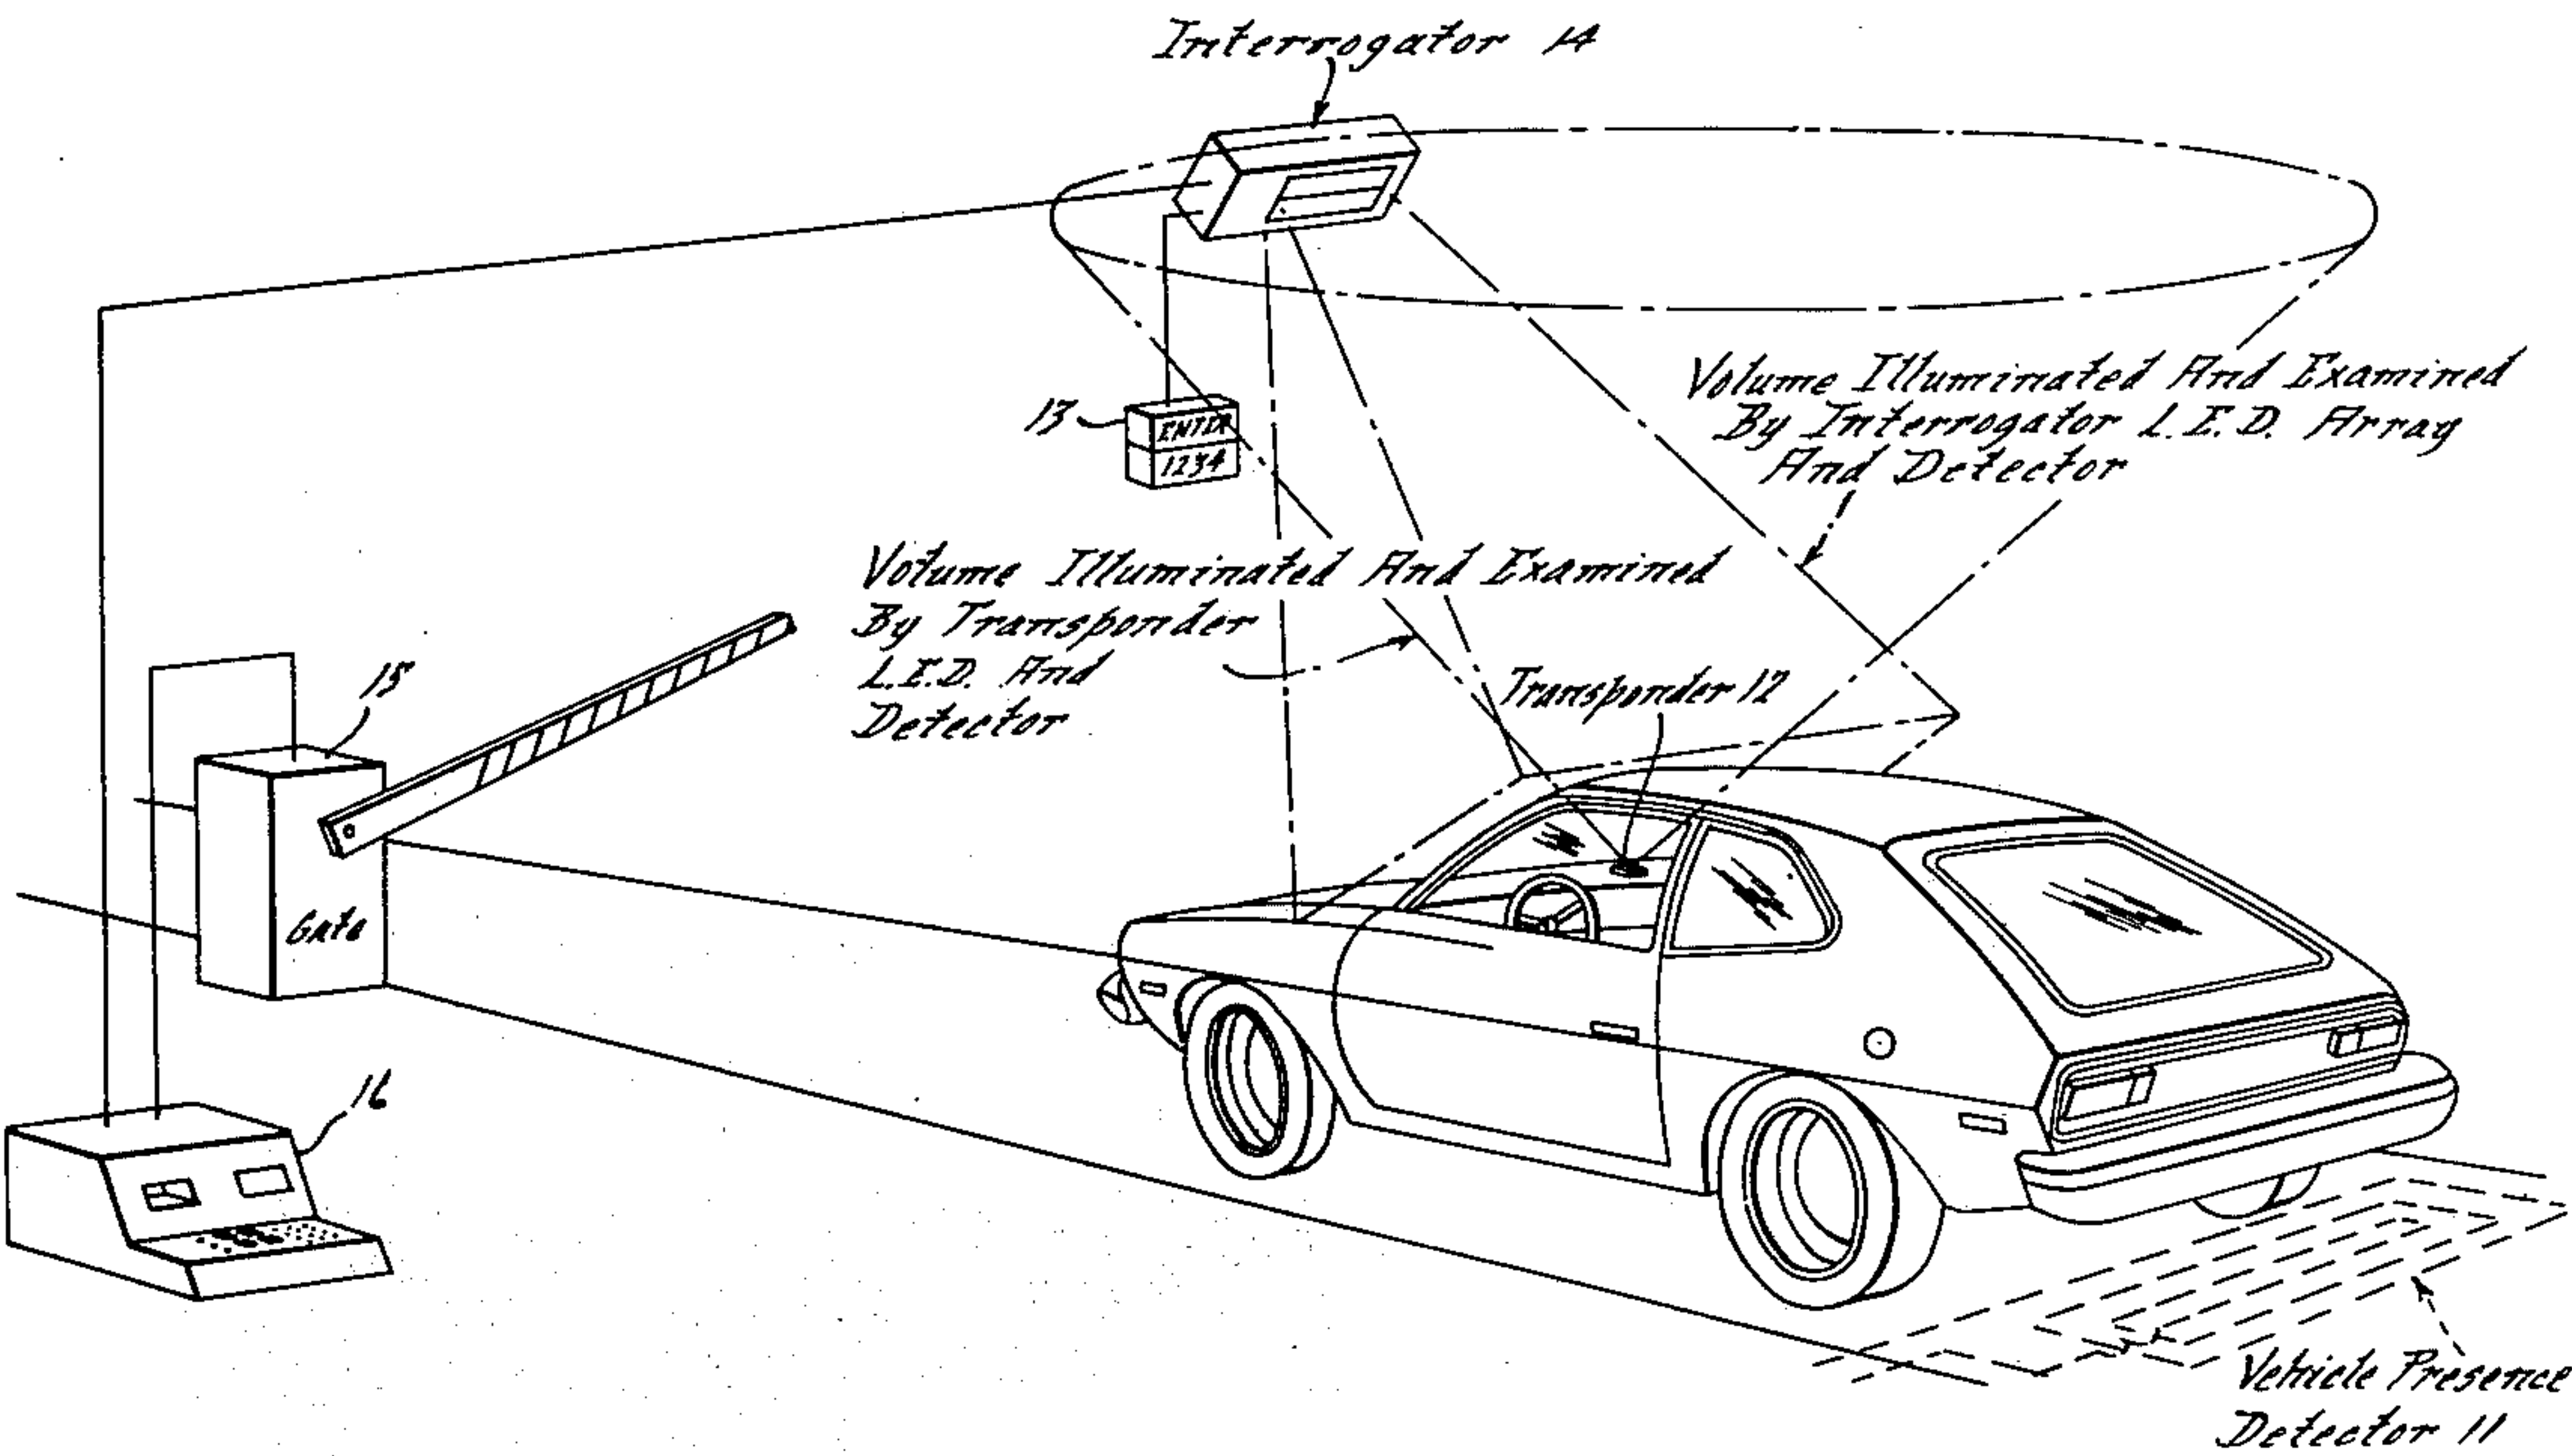 Interrogator 14
13
ENTER
1234
Volume Illuminated And Examined
By Interrogator L.E.D. Array
And Detector
Volume Illuminated And Examined
By Transponder
L.E.D. And
Detector
Transponder 12
15
Gate
16
Vehicle Presence
Detector 11